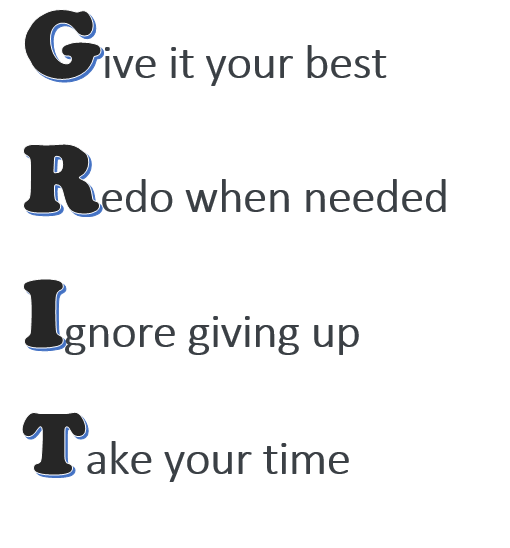 Give it your best
Redo when needed
Ignore giving up
Take your time